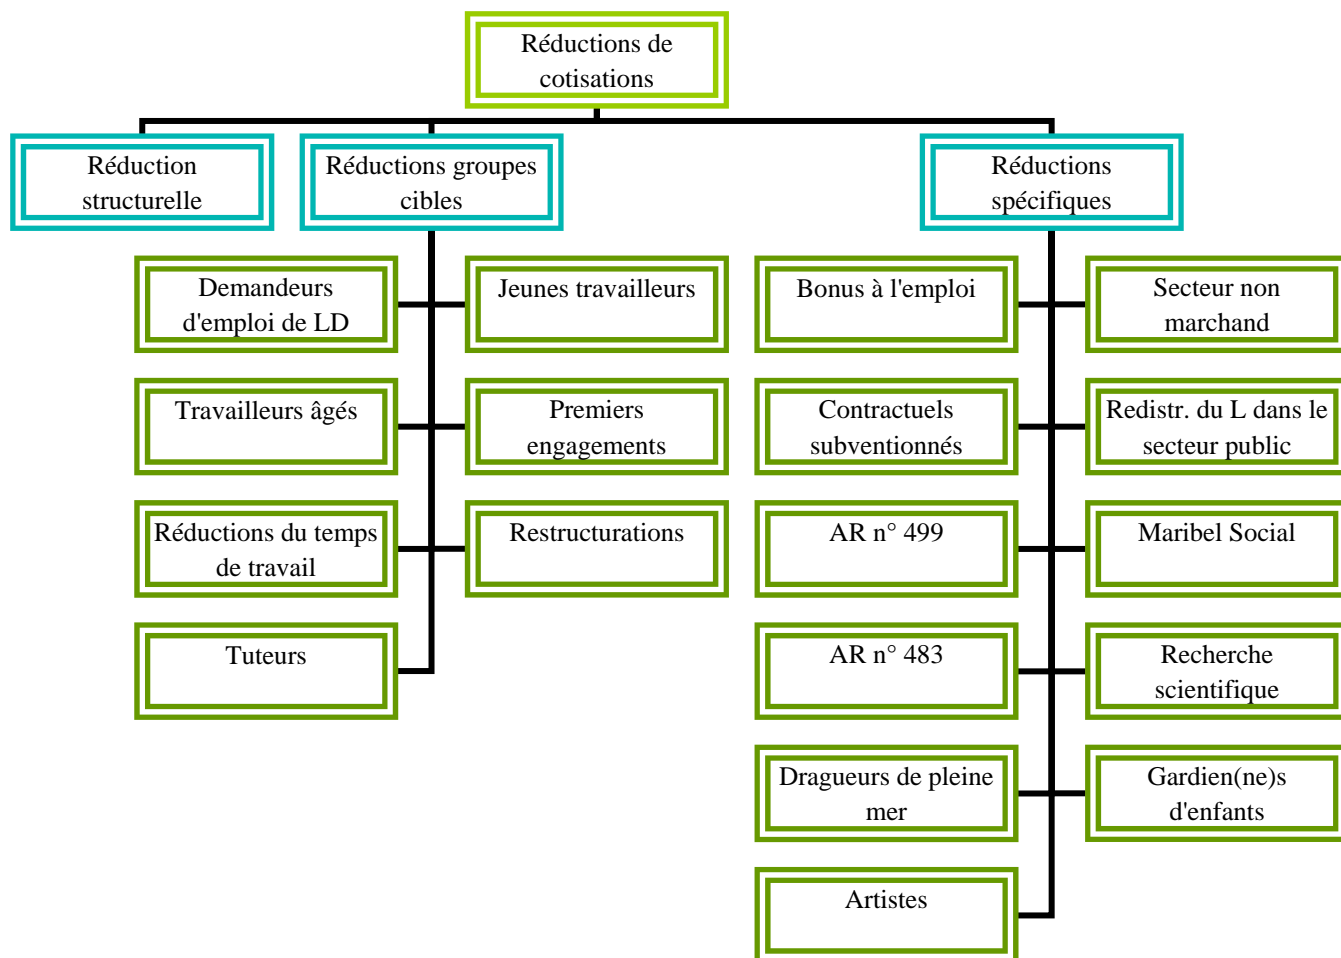 Réductions de
cotisations
Réduction
structurelle
Réductions groupes
cibles
Réductions
spécifiques
Demandeurs
d'emploi de LD
Jeunes travailleurs
Bonus à l'emploi
Secteur non
marchand
Travailleurs âgés
Premiers
engagements
Contractuels
subventionnés
Redistr. du L dans le
secteur public
Réductions du temps
de travail
Restructurations
AR n° 499
Maribel Social
Tuteurs
AR n° 483
Recherche
scientifique
Dragueurs de pleine
mer
Gardien(ne)s
d'enfants
Artistes